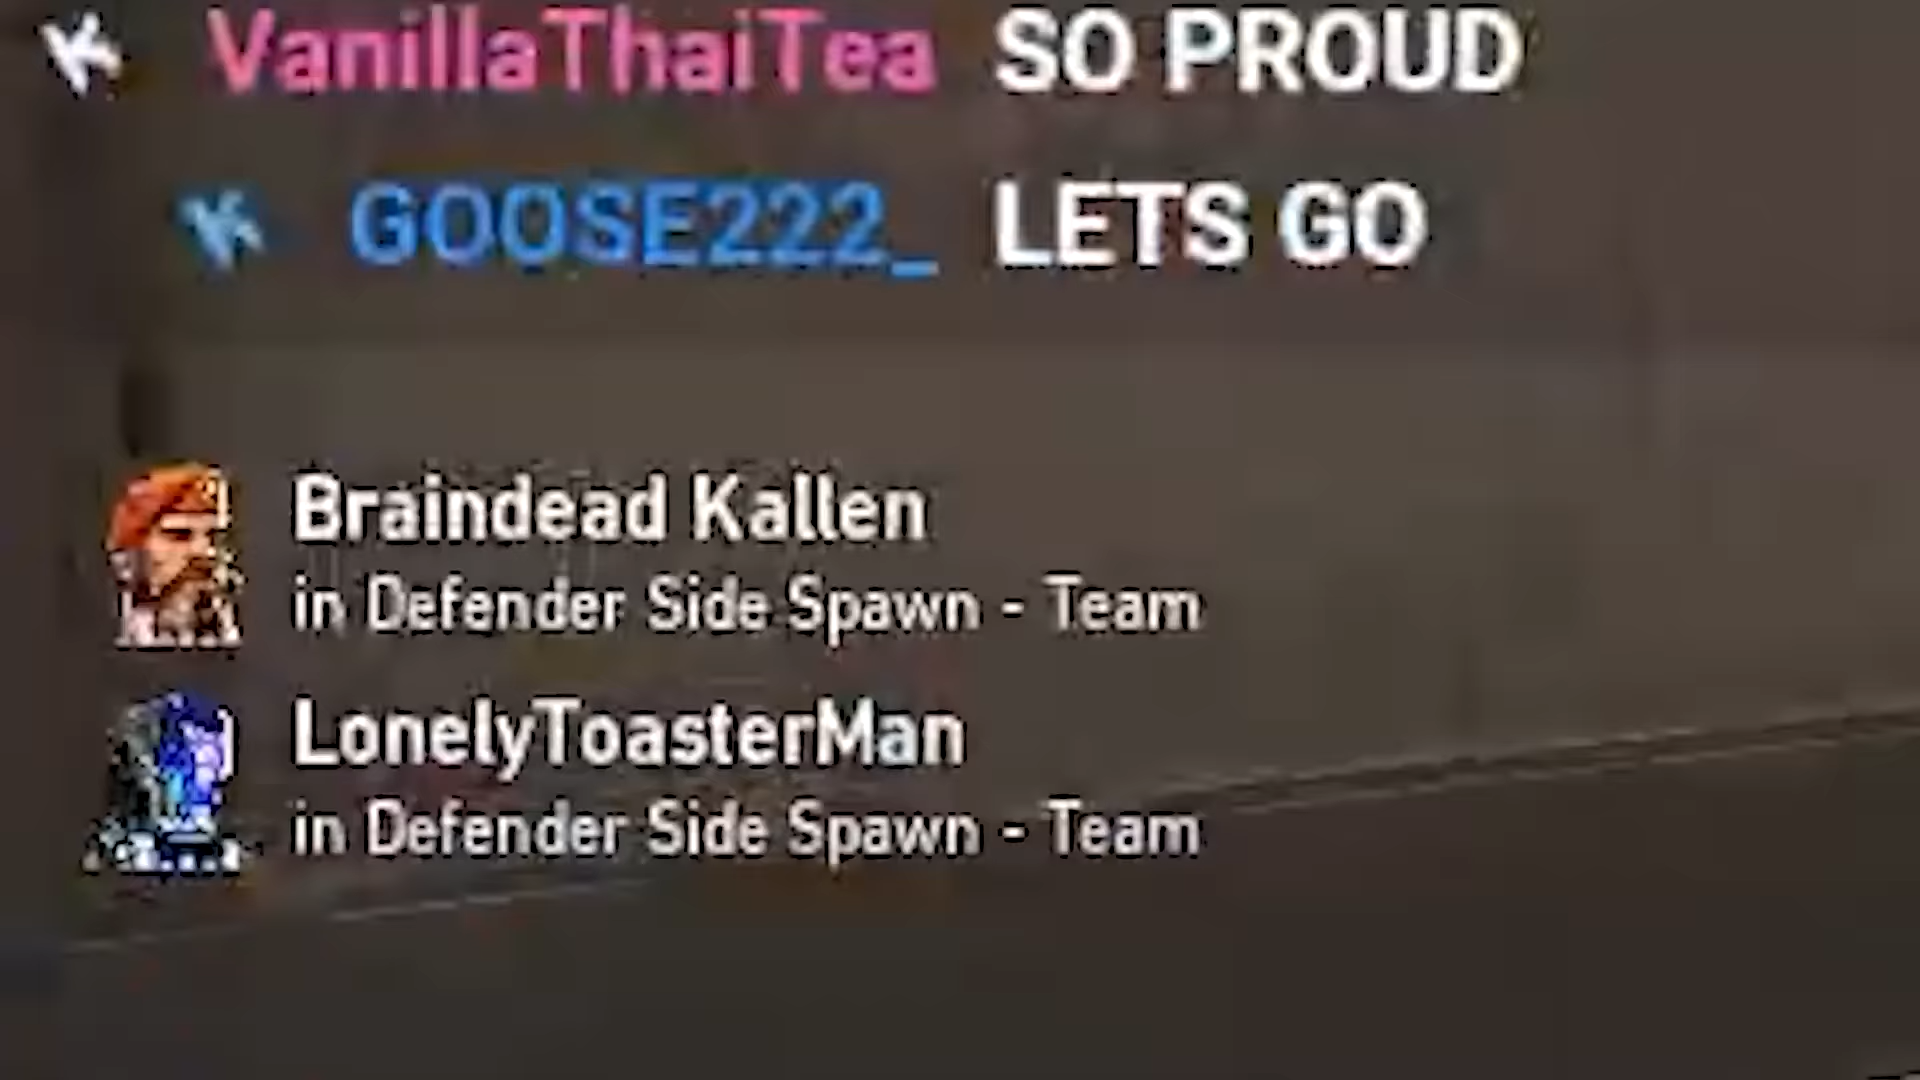 VanillaThaiTea SO PROUD
GOOSE222_ LETS GO
Braindead Kallen
in Defender Side Spawn - Team
LonelyToasterMan
in Defender Side Spawn - Team